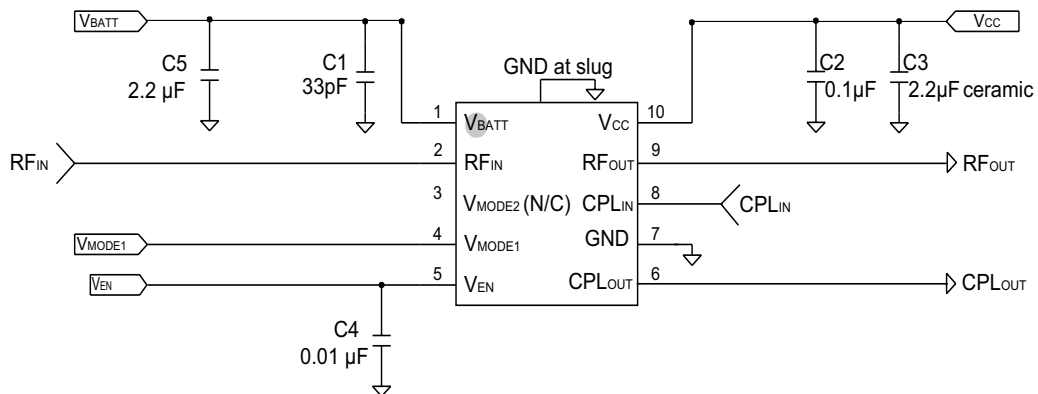 VBATT
VCC
C5
2.2 µF
C1
33pF
GND at slug
C2
0.1µF
C3
2.2µF ceramic
1
VBATT
VCC
10
RFIN
2
RFIN
RFOUT
9
RFOUT
3
VMODE2 (N/C)
CPLIN
8
CPLIN
VMODE1
4
VMODE1
GND
7
VEN
5
VEN
CPLOUT
6
CPLOUT
C4
0.01 µF